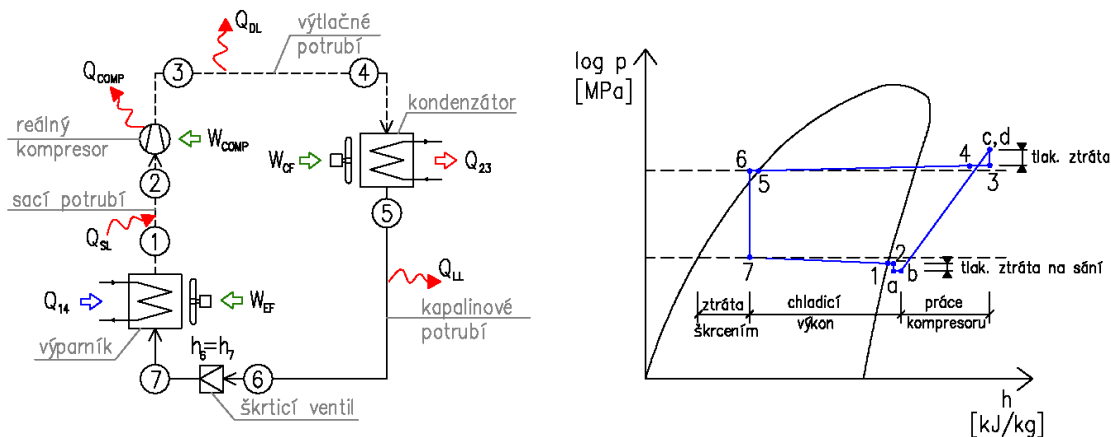 Q_DL
výtlačné
potrubí
3
4
Q_COMP
reálný
kompresor
W_COMP
kondenzátor
W_CF
Q_23
2
sací potrubí
Q_SL
1
5
Q_14
W_EF
Q_LL
kapalinové
potrubí
výparník
h_6=h_7
7
6
škrticí ventil
log p
[MPa]
c,d
tlak. ztráta
6
5
4
3
7
1
2
a
b
tlak. ztráta na sání
ztráta
škrcením
chladicí
výkon
práce
kompresoru
h
[kJ/kg]